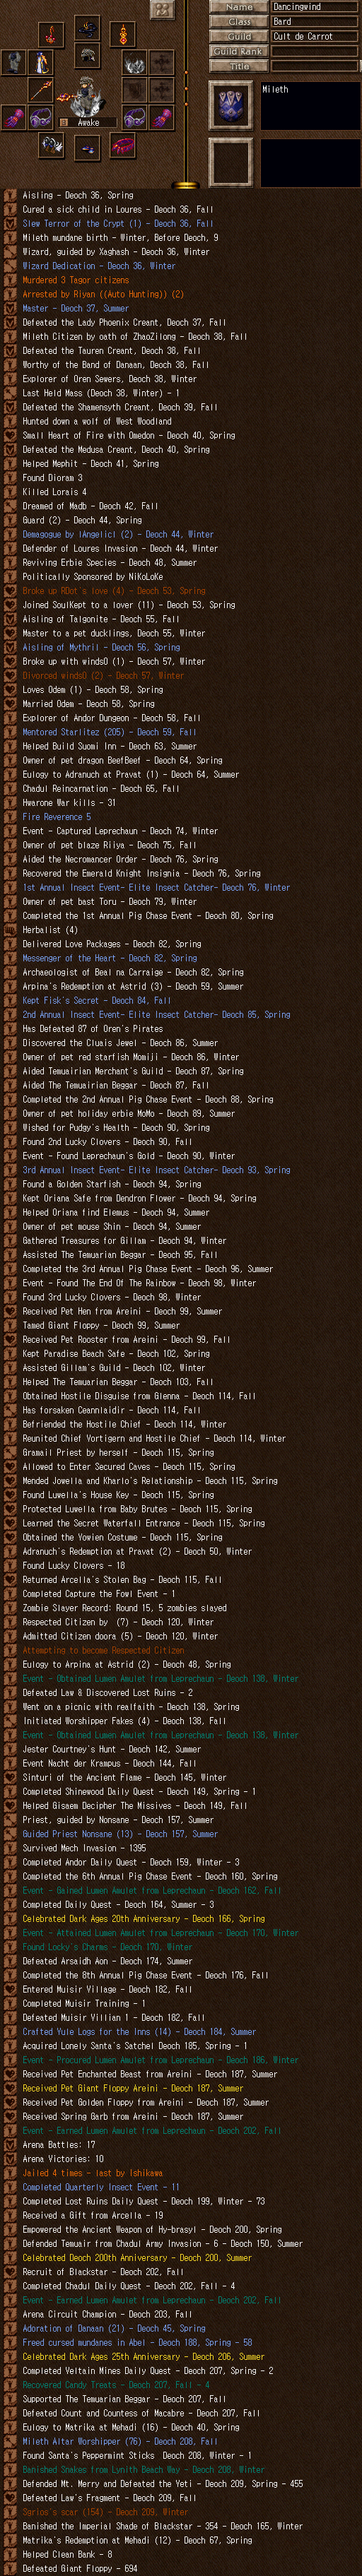 Name Dancingwind
Class Bard
Guild Cult de Carrot
Guild Rank
Title
Mileth
Awake
Aisling - Deoch 36, Spring
Cured a sick child in Loures - Deoch 36, Fall
Slew Terror of the Crypt (1) - Deoch 36, Fall
Mileth mundane birth - Winter, Before Deoch, 9
Wizard, guided by Xaghash - Deoch 36, Winter
Wizard Dedication - Deoch 36, Winter
Murdered 3 Tagor citizens
Arrested by Riyan ((Auto Hunting)) (2)
Master - Deoch 37, Summer
Defeated the Lady Phoenix Creant, Deoch 37, Fall
Mileth Citizen by oath of ZhaoZilong - Deoch 38, Fall
Defeated the Tauren Creant, Deoch 38, Fall
Worthy of the Band of Danaan, Deoch 38, Fall
Explorer of Oren Sewers, Deoch 38, Winter
Last Held Mass (Deoch 38, Winter) - 1
Defeated the Shamensyth Creant, Deoch 39, Fall
Hunted down a wolf of West Woodland
Small Heart of Fire with Omedon - Deoch 40, Spring
Defeated the Medusa Creant, Deoch 40, Spring
Helped Mephit - Deoch 41, Spring
Found Dioram 3
Killed Lorais 4
Dreamed of Madb - Deoch 42, Fall
Guard (2) - Deoch 44, Spring
Demagogue by lAngelicl (2) - Deoch 44, Winter
Defender of Loures Invasion - Deoch 44, Winter
Reviving Erbie Species - Deoch 48, Summer
Politically Sponsored by NiKoLoKe
Broke up RDot's love (4) - Deoch 53, Spring
Joined SoulKept to a lover (11) - Deoch 53, Spring
Aisling of Talgonite - Deoch 55, Fall
Master to a pet ducklings, Deoch 55, Winter
Aisling of Mythril - Deoch 56, Spring
Broke up with windsO (1) - Deoch 57, Winter
Divorced windsO (2) - Deoch 57, Winter
Loves Odem (1) - Deoch 58, Spring
Married Odem - Deoch 58, Spring
Explorer of Andor Dungeon - Deoch 58, Fall
Mentored Starlitez (205) - Deoch 59, Fall
Helped Build Suomi Inn - Deoch 63, Summer
Owner of pet dragon BeefBeef - Deoch 64, Spring
Eulogy to Adranuch at Pravat (1) - Deoch 64, Summer
Chadul Reincarnation - Deoch 65, Fall
Hwarone War kills - 31
Fire Reverence 5
Event - Captured Leprechaun - Deoch 74, Winter
Owner of pet blaze Riiya - Deoch 75, Fall
Aided the Necromancer Order - Deoch 76, Spring
Recovered the Emerald Knight Insignia - Deoch 76, Spring
1st Annual Insect Event- Elite Insect Catcher- Deoch 76, Winter
Owner of pet bast Toru - Deoch 79, Winter
Completed the 1st Annual Pig Chase Event - Deoch 80, Spring
Herbalist (4)
Delivered Love Packages - Deoch 82, Spring
Messenger of the Heart - Deoch 82, Spring
Archaeologist of Beal na Carraige - Deoch 82, Spring
Arpina's Redemption at Astrid (3) - Deoch 59, Summer
Kept Fisk's Secret - Deoch 84, Fall
2nd Annual Insect Event- Elite Insect Catcher- Deoch 85, Spring
Has Defeated 87 of Oren's Pirates
Discovered the Cluais Jewel - Deoch 86, Summer
Owner of pet red starfish Momiji - Deoch 86, Winter
Aided Temuairian Merchant's Guild - Deoch 87, Spring
Aided The Temuairian Beggar - Deoch 87, Fall
Completed the 2nd Annual Pig Chase Event - Deoch 88, Spring
Owner of pet holiday erbie MoMo - Deoch 89, Summer
Wished for Pudgy's Health - Deoch 90, Spring
Found 2nd Lucky Clovers - Deoch 90, Fall
Event - Found Leprechaun's Gold - Deoch 90, Winter
3rd Annual Insect Event- Elite Insect Catcher- Deoch 93, Spring
Found a Golden Starfish - Deoch 94, Spring
Kept Oriana Safe from Dendron Flower - Deoch 94, Spring
Helped Oriana find Elemus - Deoch 94, Summer
Owner of pet mouse Shin - Deoch 94, Summer
Gathered Treasures for Gillam - Deoch 94, Winter
Assisted The Temuarian Beggar - Deoch 95, Fall
Completed the 3rd Annual Pig Chase Event - Deoch 96, Summer
Event - Found The End Of The Rainbow - Deoch 98, Winter
Found 3rd Lucky Clovers - Deoch 98, Winter
Received Pet Hen from Areini - Deoch 99, Summer
Tamed Giant Floppy - Deoch 99, Summer
Received Pet Rooster from Areini - Deoch 99, Fall
Kept Paradise Beach Safe - Deoch 102, Spring
Assisted Gillam's Guild - Deoch 102, Winter
Helped The Temuarian Beggar - Deoch 103, Fall
Obtained Hostile Disguise from Glenna - Deoch 114, Fall
Has forsaken Ceannlaidir - Deoch 114, Fall
Befriended the Hostile Chief - Deoch 114, Winter
Reunited Chief Vortigern and Hostile Chief - Deoch 114, Winter
Gramail Priest by herself - Deoch 115, Spring
Allowed to Enter Secured Caves - Deoch 115, Spring
Mended Jowella and Kharlo's Relationship - Deoch 115, Spring
Found Luvella's House Key - Deoch 115, Spring
Protected Luwella from Baby Brutes - Deoch 115, Spring
Learned the Secret Waterfall Entrance - Deoch 115, Spring
Obtained the Yowien Costume - Deoch 115, Spring
Adranuch's Redemption at Pravat (2) - Deoch 50, Winter
Found Lucky Clovers - 18
Returned Arcella's Stolen Bag - Deoch 115, Fall
Completed Capture the Fowl Event - 1
Zombie Slayer Record: Round 15, 5 zombies slayed
Respected Citizen by (7) - Deoch 120, Winter
Admitted Citizen doora (5) - Deoch 120, Winter
Attempting to become Respected Citizen
Eulogy to Arpina at Astrid (2) - Deoch 48, Spring
Event - Obtained Lumen Amulet from Leprechaun - Deoch 138, Winter
Defeated Law & Discovered Lost Ruins - 2
Went on a picnic with realfaith - Deoch 138, Spring
Initiated Worshipper Fakes (4) - Deoch 138, Fall
Event - Obtained Lumen Amulet from Leprechaun - Deoch 138, Winter
Jester Courtney's Hunt - Deoch 142, Summer
Event Nacht der Krampus - Deoch 144, Fall
Sinturi of the Ancient Flame - Deoch 145, Winter
Completed Shinewood Daily Quest - Deoch 149, Spring - 1
Helped Gisaem Decipher The Missives - Deoch 149, Fall
Priest, guided by Nonsane - Deoch 157, Summer
Guided Priest Nonsane (13) - Deoch 157, Summer
Survived Mech Invasion - 1395
Completed Andor Daily Quest - Deoch 159, Winter - 3
Completed the 6th Annual Pig Chase Event - Deoch 160, Spring
Event - Gained Lumen Amulet from Leprechaun - Deoch 162, Fall
Completed Daily Quest - Deoch 164, Summer - 3
Celebrated Dark Ages 20th Anniversary - Deoch 166, Spring
Event - Attained Lumen Amulet from Leprechaun - Deoch 170, Winter
Found Locky's Charms - Deoch 170, Winter
Defeated Arsaidh Aon - Deoch 174, Summer
Completed the 8th Annual Pig Chase Event - Deoch 176, Fall
Entered Muisir Village - Deoch 182, Fall
Completed Muisir Training - 1
Defeated Muisir Villian 1 - Deoch 182, Fall
Crafted Yule Logs for the Inns (14) - Deoch 184, Summer
Acquired Lonely Santa's Satchel Deoch 185, Spring - 1
Event - Procured Lumen Amulet from Leprechaun - Deoch 186, Winter
Received Pet Enchanted Beast from Areini - Deoch 187, Summer
Received Pet Giant Floppy Areini - Deoch 187, Summer
Received Pet Golden Floppy from Areini - Deoch 187, Summer
Received Spring Garb from Areini - Deoch 187, Summer
Event - Earned Lumen Amulet from Leprechaun - Deoch 202, Fall
Arena Battles: 17
Arena Victories: 10
Jailed 4 times - last by Ishikawa
Completed Quarterly Insect Event - 11
Completed Lost Ruins Daily Quest - Deoch 199, Winter - 73
Received a Gift from Arcella - 19
Empowered the Ancient Weapon of Hy-brasyl - Deoch 200, Spring
Defended Temuair from Chadul Army Invasion - 6 - Deoch 150, Summer
Celebrated Deoch 200th Anniversary - Deoch 200, Summer
Recruit of Blackstar - Deoch 202, Fall
Completed Chadul Daily Quest - Deoch 202, Fall - 4
Event - Earned Lumen Amulet from Leprechaun - Deoch 202, Fall
Arena Circuit Champion - Deoch 203, Fall
Adoration of Danaan (21) - Deoch 45, Spring
Freed cursed mundanes in Abel - Deoch 188, Spring - 58
Celebrated Dark Ages 25th Anniversary - Deoch 206, Summer
Completed Veltain Mines Daily Quest - Deoch 207, Spring - 2
Recovered Candy Treats - Deoch 207, Fall - 4
Supported The Temuarian Beggar - Deoch 207, Fall
Defeated Count and Countess of Macabre - Deoch 207, Fall
Eulogy to Matrika at Mehadi (16) - Deoch 40, Spring
Mileth Altar Worshipper (76) - Deoch 208, Fall
Found Santa's Peppermint Sticks Deoch 208, Winter - 1
Banished Snakes from Lynith Beach Way - Deoch 208, Winter
Defended Mt. Merry and Defeated the Yeti - Deoch 209, Spring - 455
Defeated Law's Fragment - Deoch 209, Fall
Sgrios's scar (154) - Deoch 209, Winter
Banished the Imperial Shade of Blackstar - 354 - Deoch 165, Winter
Matrika's Redemption at Mehadi (12) - Deoch 67, Spring
Helped Clean Bank - 8
Defeated Giant Floppy - 694